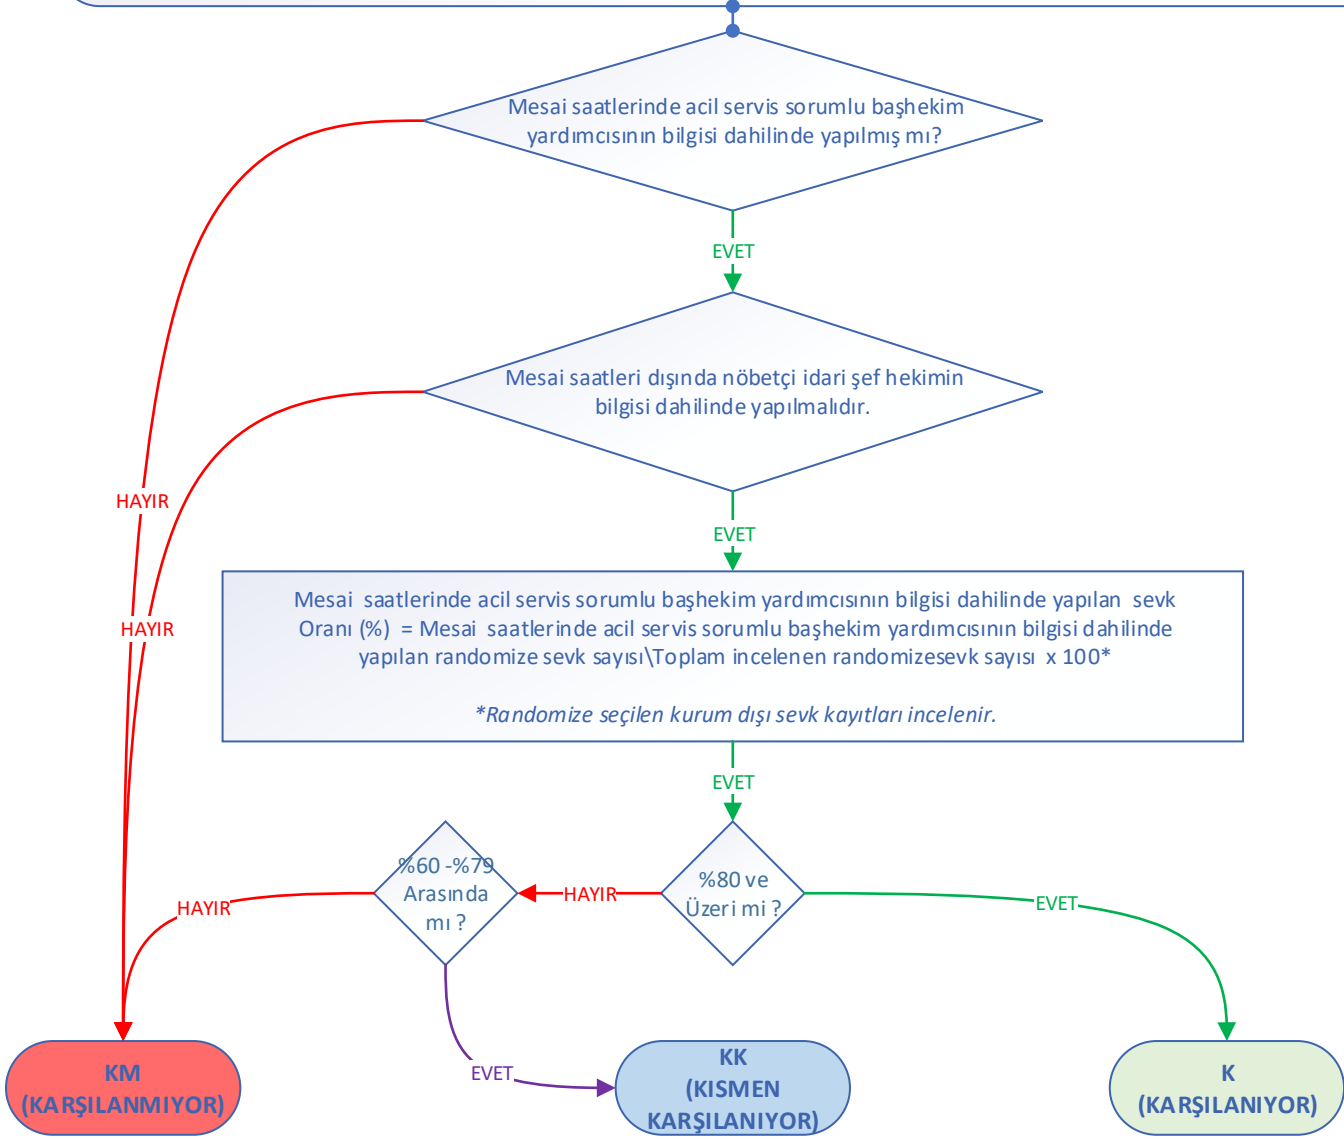 Mesai saatlerinde acil servis sorumlu başhekim
yardımcısının bilgisi dahilinde yapılmış mı?
EVET
Mesai saatleri dışında nöbetçi idari şef hekimin
bilgisi dahilinde yapılmalıdır.
HAYIR
EVET
Mesai saatlerinde acil servis sorumlu başhekim yardımcısının bilgisi dahilinde yapılan sevk
HAYIR
Oranı (%) = Mesai saatlerinde acil servis sorumlu başhekim yardımcısının bilgisi dahilinde
yapılan randomize sevk sayısı\Toplam incelenen randomizesevk sayısı x 100*
*Randomize seçilen kurum dışı sevk kayıtları incelenir.
EVET
%60 -%79
Arasında
mı ?
HAYIR
%80 ve
Üzeri mi ?
HAYIR
EVET
EVET
KM
(KARŞILANMIYOR)
KK
(KISMEN
KARŞILANIYOR)
K
(KARŞILANIYOR)